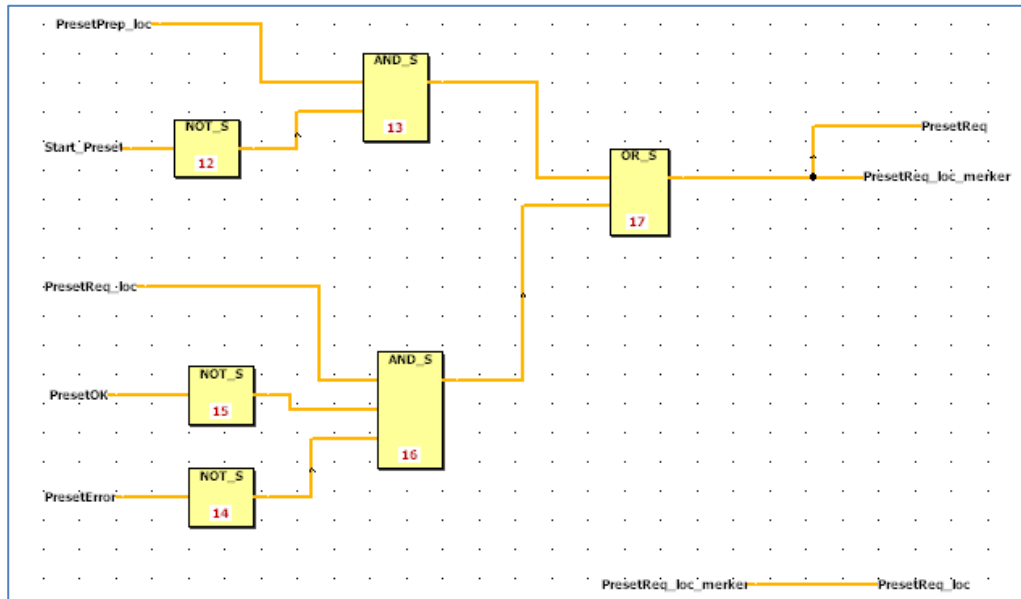 PresetPrep_loc
AND_S
13
NOT_S
12
Start_Preset
PresetReq
OR_S
17
PresetReq_loc_merker
PresetReq_loc
AND_S
16
NOT_S
15
PresetOK
NOT_S
14
PresetError
PresetReq_loc_merker
PresetReq_loc